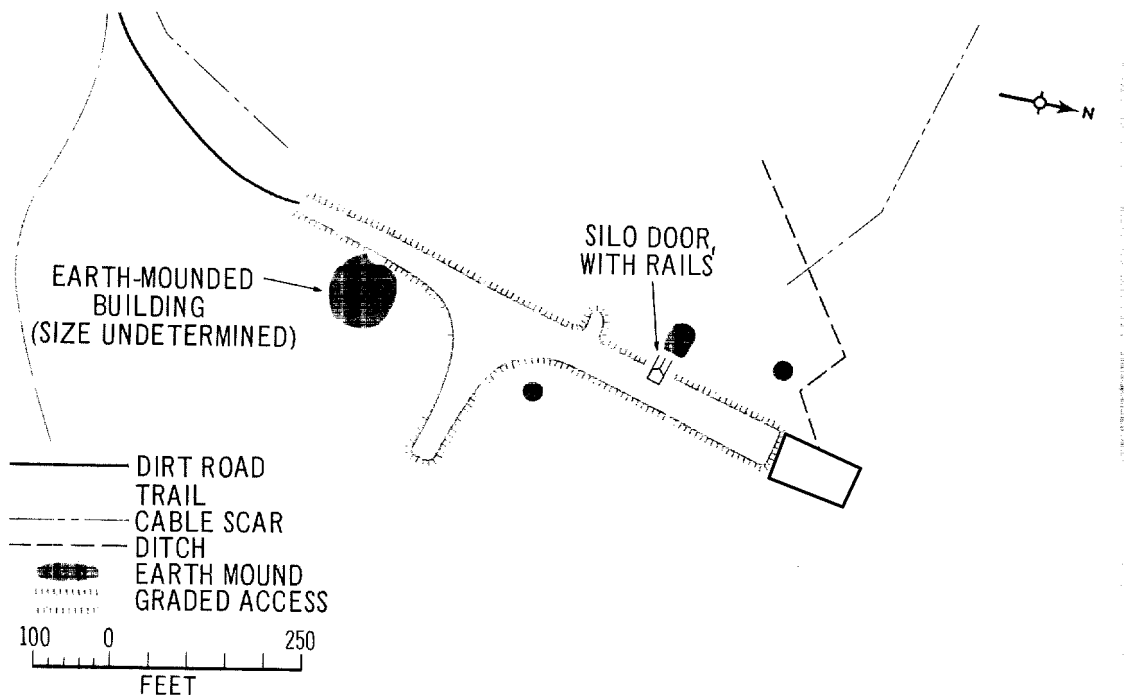 N
SILO DOOR,
WITH RAILS
EARTH-MOUNDED
BUILDING
(SIZE UNDETERMINED)
DIRT ROAD
TRAIL
CABLE SCAR
DITCH
EARTH MOUND
GRADED ACCESS
100 0 250
FEET